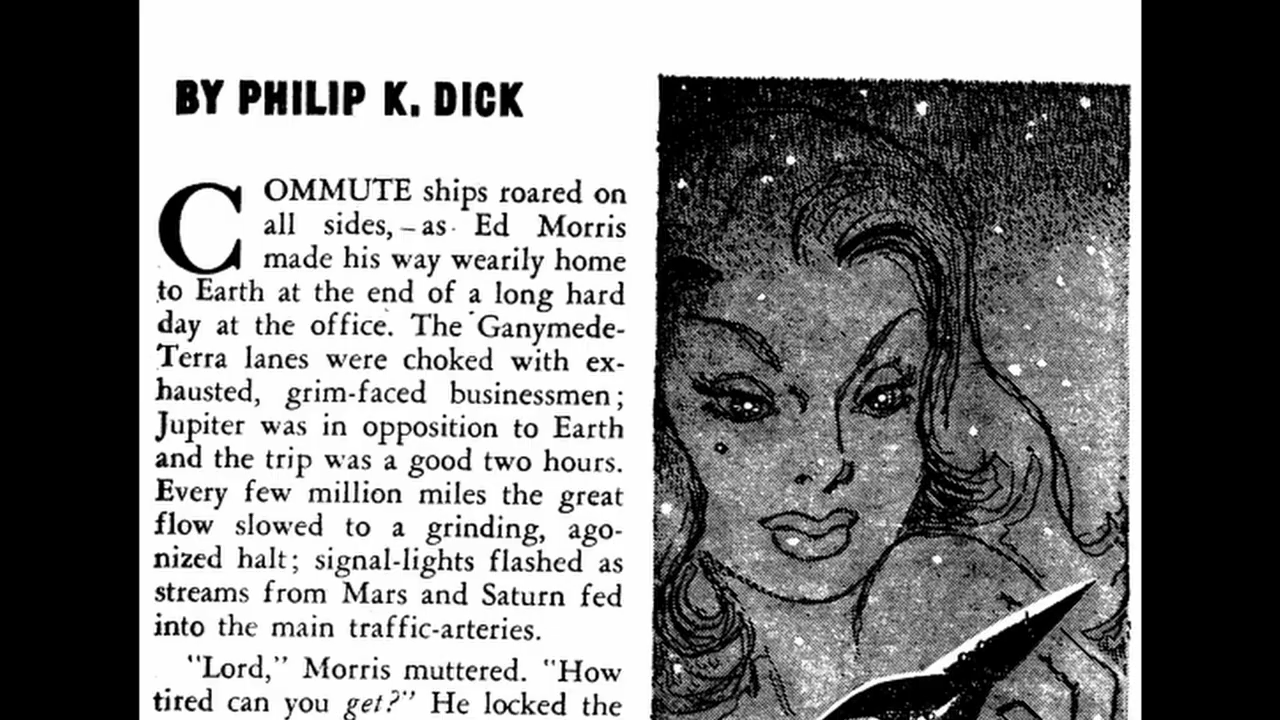 BY PHILIP K. DICK
COMMUTE ships roared on
all sides, – as Ed Morris
made his way wearily home
to Earth at the end of a long hard
day at the office. The Ganymede-
Terra lanes were choked with ex-
hausted, grim-faced businessmen;
Jupiter was in opposition to Earth
and the trip was a good two hours.
Every few million miles the great
flow slowed to a grinding, ago-
nized halt; signal-lights flashed as
streams from Mars and Saturn fed
into the main traffic-arteries.
"Lord," Morris muttered. "How
tired can you get?" He locked the